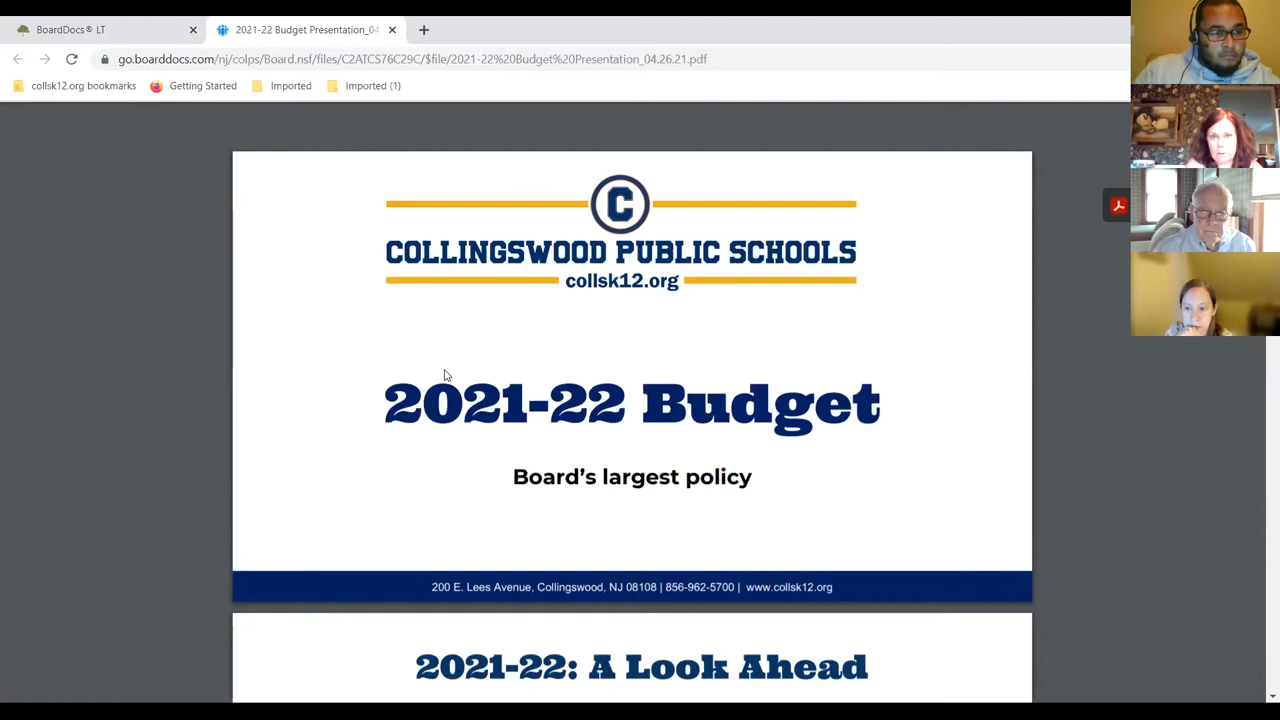 BoardDocs® LT
2021-22 Budget Presentation_04
go.boarddocs.com/nj/colps/Board.nsf/files/C2ATCS76C29C/$file/2021-22%20Budget%20Presentation_04.26.21.pdf
collsk12.org bookmarks
Getting Started
Imported
Imported (1)
C
COLLINGSWOOD PUBLIC SCHOOLS
collsk12.org
2021-22 Budget
Board's largest policy
200 E. Lees Avenue, Collingswood, NJ 08108 | 856-962-5700 | www.collsk12.org
2021-22: A Look Ahead